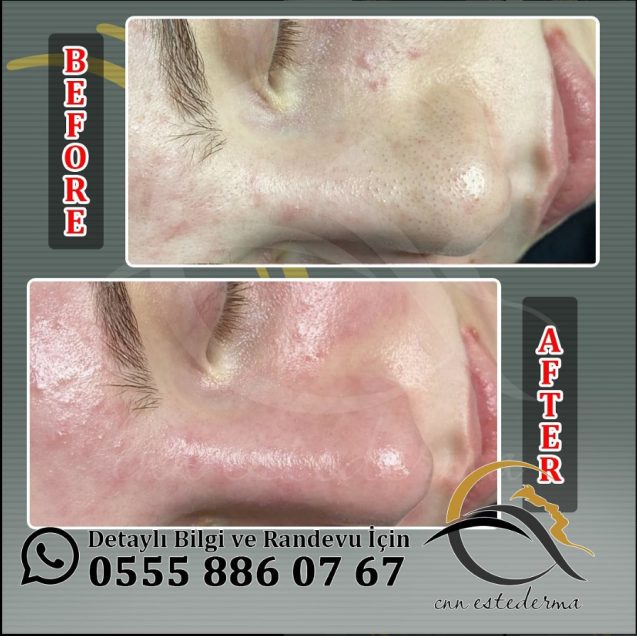 BEFORE
AFTER
Detaylı Bilgi ve Randevu İçin
0555 886 07 67
cnn estederma